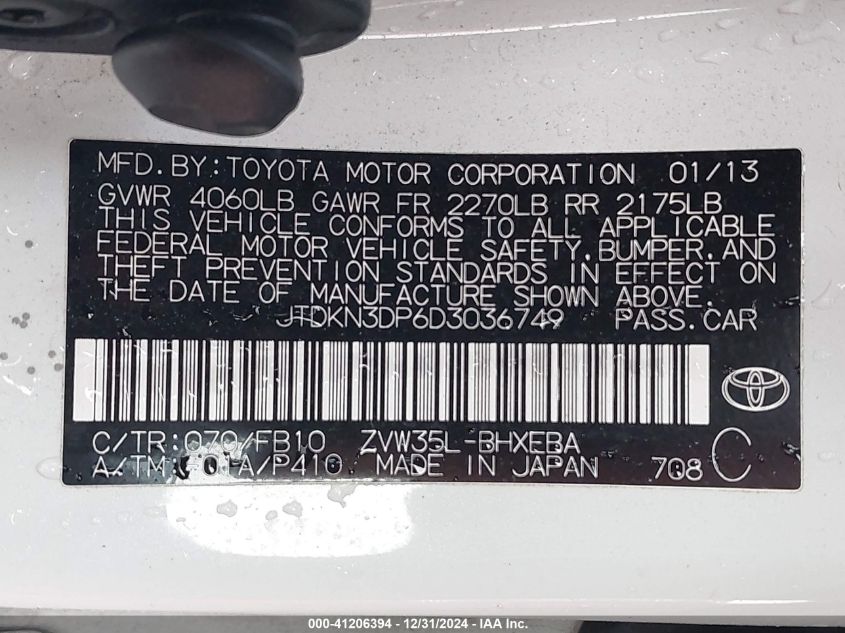 MFD.BY:TOYOTA MOTOR CORPORATION 01/13
GVWR 4060LB GAWR FR 2270LB RR 2175LB
THIS VEHICLE CONFORMS TO ALL APPLICABLE
FEDERAL MOTOR VEHICLE SAFETY,BUMPER,AND
THEFT PREVENTION STANDARDS IN EFFECT ON
THE DATE OF MANUFACTURE SHOWN ABOVE.
JTDKN3DP6D3036749 PASS.CAR
C/TR:070/FB10 ZVW35L-BHXEBA
A/TM: MADE IN JAPAN 708 C
000-41206394 - 12/31/2024 - IAA Inc.